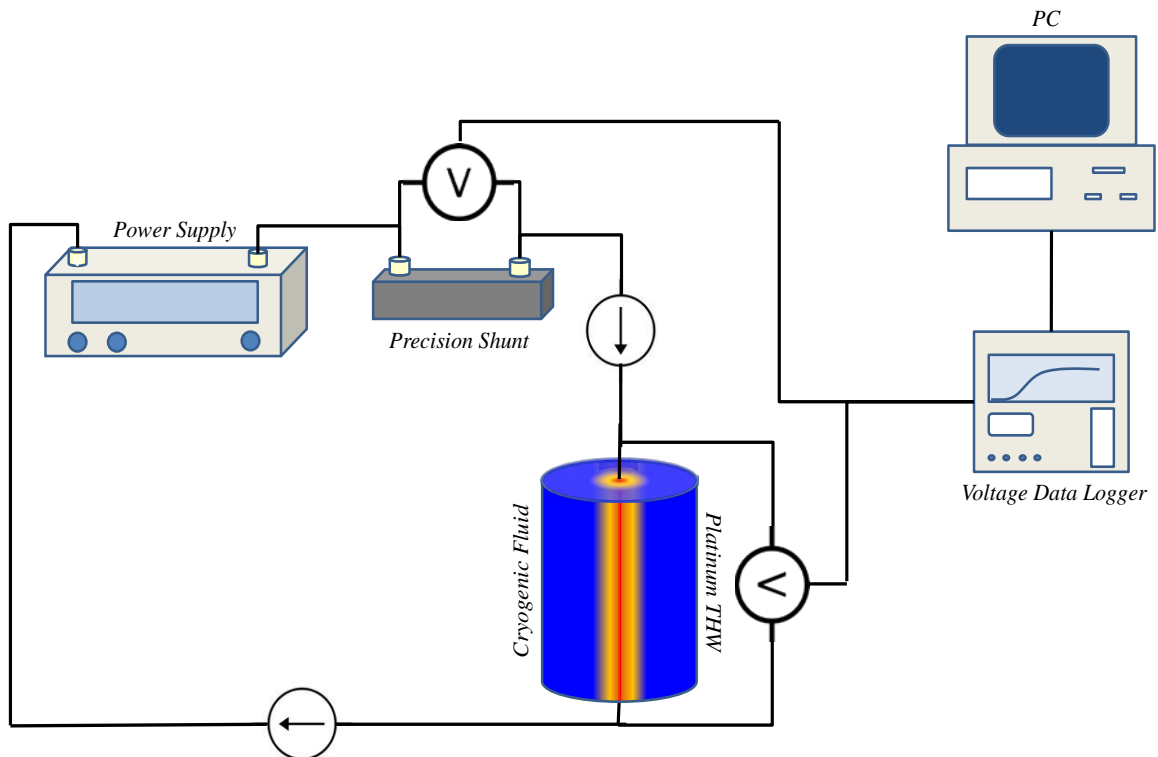 PC
Power Supply
V
Precision Shunt
Voltage Data Logger
Cryogenic Fluid
Platinum THW
V